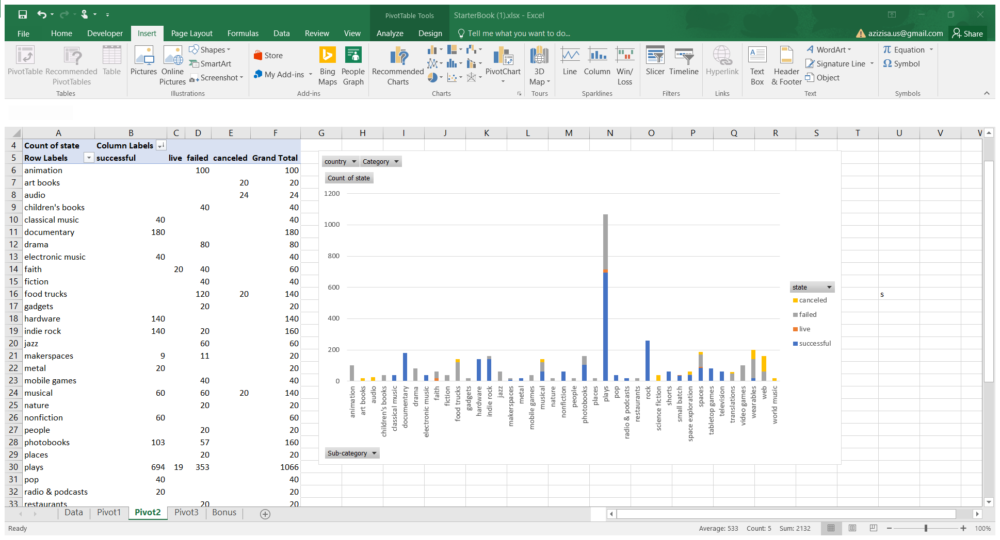 PivotTable Tools
StarterBook (1).xlsx - Excel
File Home Developer Insert Page Layout Formulas Data Review View Analyze Design Tell me what you want to do... azizisa.us@gmail.com Share
PivotTable Recommended PivotTables Table
Pictures Online Pictures Shapes SmartArt Screenshot
Store My Add-ins Bing Maps People Graph
Recommended Charts PivotChart 3D Map
Line Column Win/Loss
Slicer Timeline Hyperlink
Text Box Header & Footer WordArt Signature Line Object
Equation Symbol
Tables Illustrations Add-ins Charts Tours Sparklines Filters Links Text Symbols
A B C D E F G H I J K L M N O P Q R S T U V W
4 Count of state Column Labels
5 Row Labels successful live failed canceled Grand Total
6 animation 100 100
7 art books 20 20
8 audio 24 24
9 children's books 40 40
10 classical music 40 40
11 documentary 180 180
12 drama 80 80
13 electronic music 40 40
14 faith 20 40 60
15 fiction 40 40
16 food trucks 120 20 140
17 gadgets 20 20
18 hardware 140 140
19 indie rock 140 20 160
20 jazz 60 60
21 makerspaces 9 11 20
22 metal 20 20
23 mobile games 40 40
24 musical 60 60 20 140
25 nature 20 20
26 nonfiction 60 60
27 people 20 20
28 photobooks 103 57 160
29 places 20 20
30 plays 694 19 353 1066
31 pop 40 40
32 radio & podcasts 20 20
33 restaurants 20 20
country Category
Count of state
1200
1000
800
600
400
200
0
animation
art books
audio
children's books
classical music
documentary
drama
electronic music
faith
fiction
food trucks
gadgets
hardware
indie rock
jazz
makerspaces
metal
mobile games
musical
nature
nonfiction
people
photobooks
places
plays
pop
radio & podcasts
restaurants
rock
science fiction
shorts
small batch
space exploration
spaces
tabletop games
television
translations
video games
wearables
web
world music
Sub-category
state
canceled
failed
live
successful
s
Data Pivot1 Pivot2 Pivot3 Bonus
Ready Average: 533 Count: 5 Sum: 2132 100%